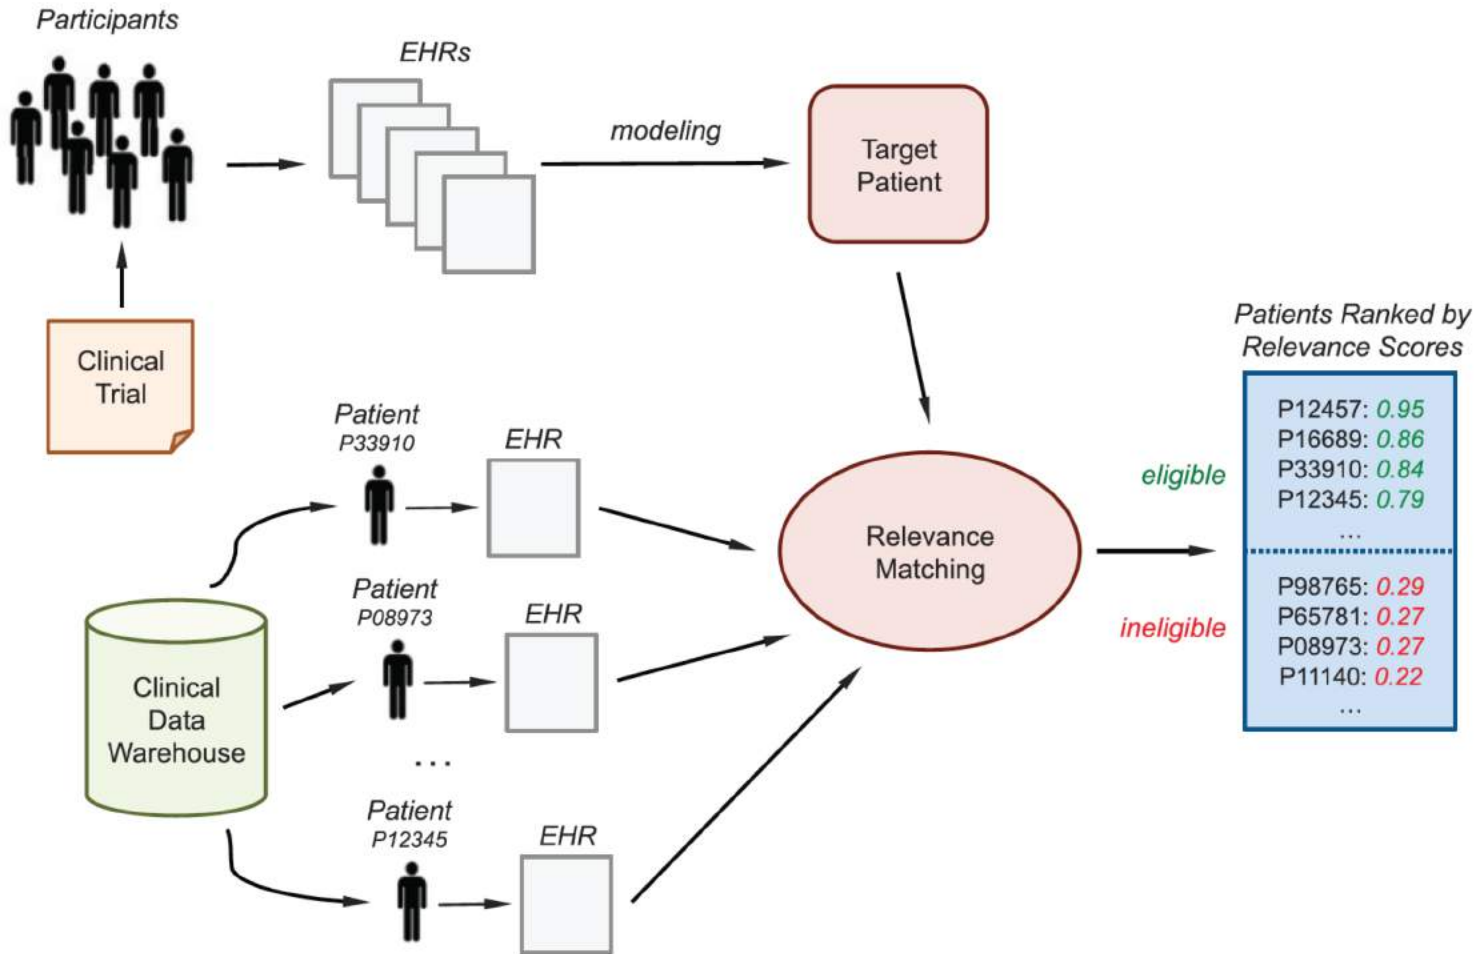 Participants
EHRs
modeling
Target
Patient
Clinical
Trial
Patients Ranked by
Relevance Scores
P12457: 0.95
P16689: 0.86
P33910: 0.84
P12345: 0.79
...
eligible
P98765: 0.29
P65781: 0.27
P08973: 0.27
P11140: 0.22
...
ineligible
Relevance
Matching
Patient
P33910
EHR
Patient
P08973
EHR
...
Patient
P12345
EHR
Clinical
Data
Warehouse